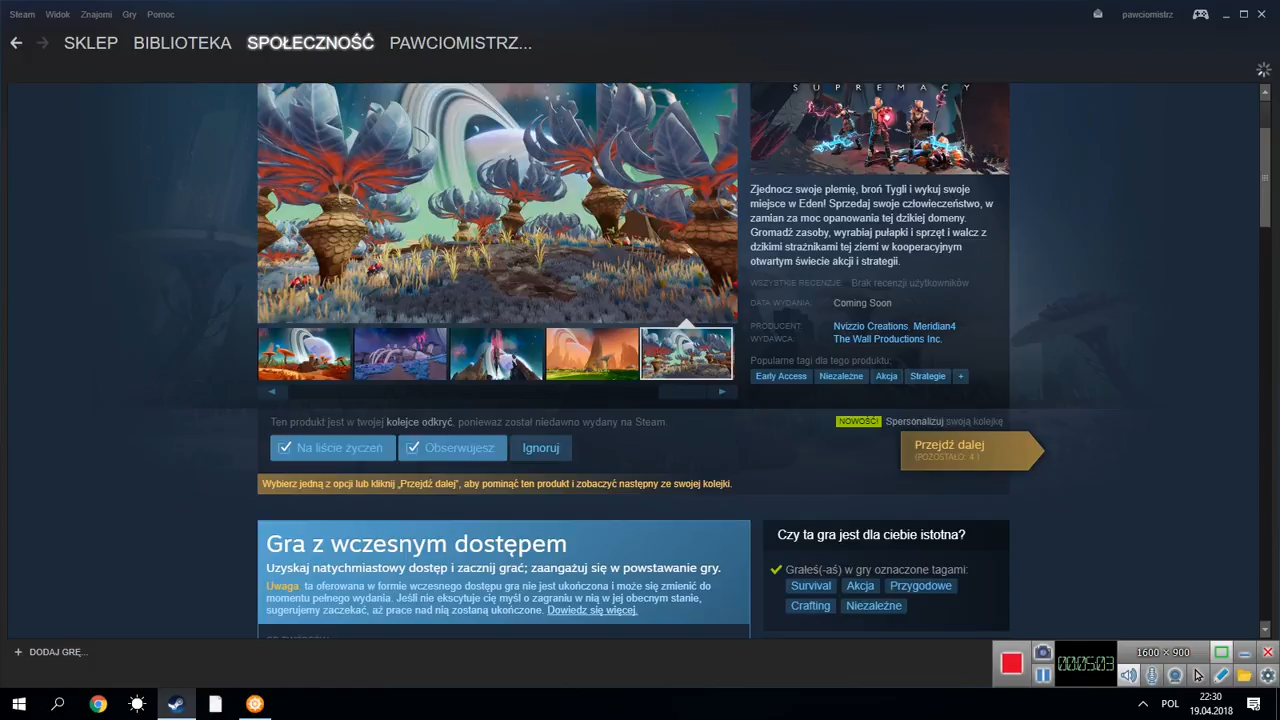 Steam Widok Znajomi Gry Pomoc
pawciomistrz
SKLEP BIBLIOTEKA SPOŁECZNOŚĆ PAWCIOMISTRZ...
SUPREMACY
Zjednocz swoje plemię, broń Tygli i wykuj swoje
miejsce w Eden! Sprzedaj swoje człowieczeństwo, w
zamian za moc opanowania tej dzikiej domeny.
Gromadź zasoby, wyrabiaj pułapki i sprzęt i walcz z
dzikimi strażnikami tej ziemi w kooperacyjnym
otwartym świecie akcji i strategii.
WSZYSTKIE RECENZJE: Brak recenzji użytkowników
DATA WYDANIA: Coming Soon
PRODUCENT: Nvizzio Creations, Meridian4
WYDAWCA: The Wall Productions Inc.
Popularne tagi dla tego produktu:
Early Access Niezależne Akcja Strategie +
Ten produkt jest w twojej kolejce odkryć, ponieważ został niedawno wydany na Steam.
NOWOŚĆ! Spersonalizuj swoją kolejkę
Na liście życzeń Obserwujesz Ignoruj
Przejdź dalej
(POZOSTAŁO: 4 )
Wybierz jedną z opcji lub kliknij „Przejdź dalej”, aby pominąć ten produkt i zobaczyć następny ze swojej kolejki.
Gra z wczesnym dostępem
Uzyskaj natychmiastowy dostęp i zacznij grać; zaangażuj się w powstawanie gry.
Uwaga: ta oferowana w formie wczesnego dostępu gra nie jest ukończona i może się zmienić do
momentu pełnego wydania. Jeśli nie ekscytuje cię myśl o zagraniu w nią w jej obecnym stanie,
sugerujemy zaczekać, aż prace nad nią zostaną ukończone. Dowiedz się więcej.
Czy ta gra jest dla ciebie istotna?
Grałeś(-aś) w gry oznaczone tagami:
Survival Akcja Przygodowe
Crafting Niezależne
+ DODAJ GRĘ...
00:05:03
1600 × 900
POL
22:30
19.04.2018